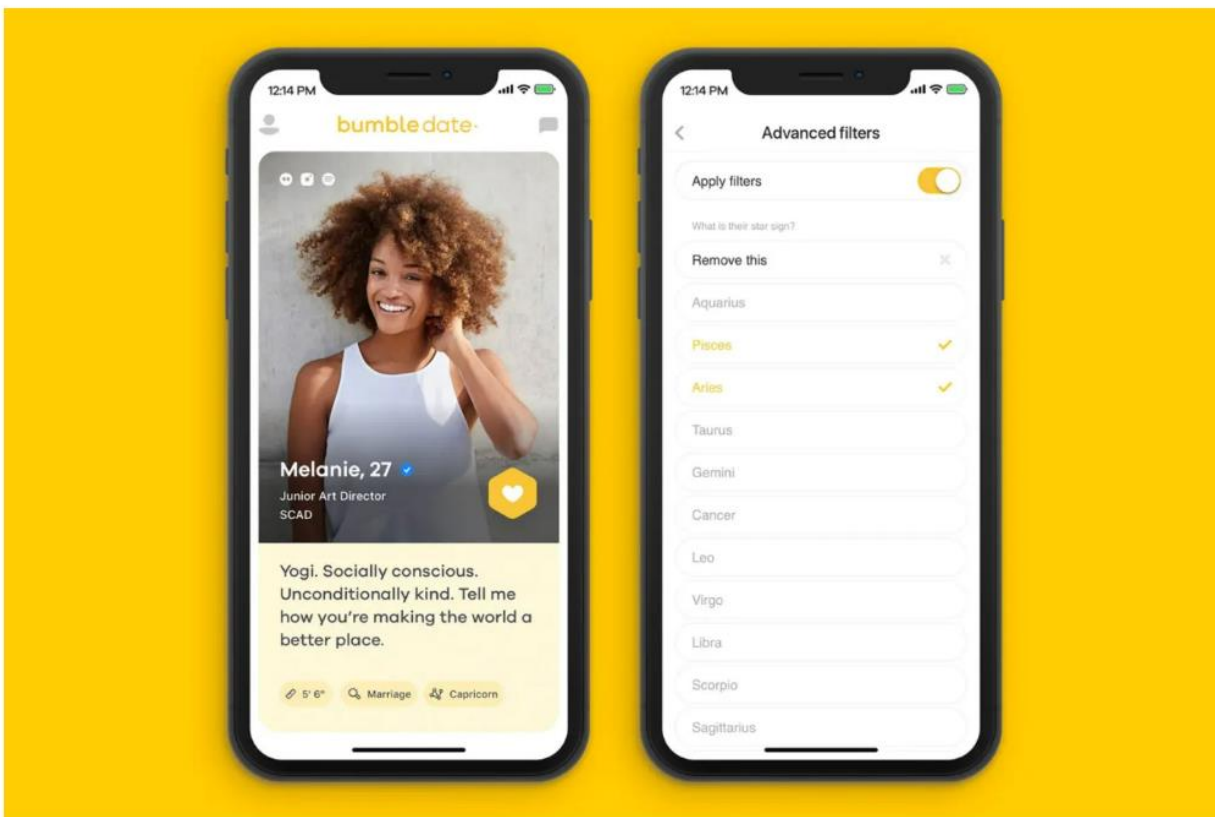 12:14 PM
bumble date·
Melanie, 27
Junior Art Director
SCAD
Yogi. Socially conscious.
Unconditionally kind. Tell me
how you're making the world a
better place.
5' 6"
Marriage
Capricorn
12:14 PM
Advanced filters
Apply filters
What is their star sign?
Remove this
Aquarius
Pisces
Aries
Taurus
Gemini
Cancer
Leo
Virgo
Libra
Scorpio
Sagittarius